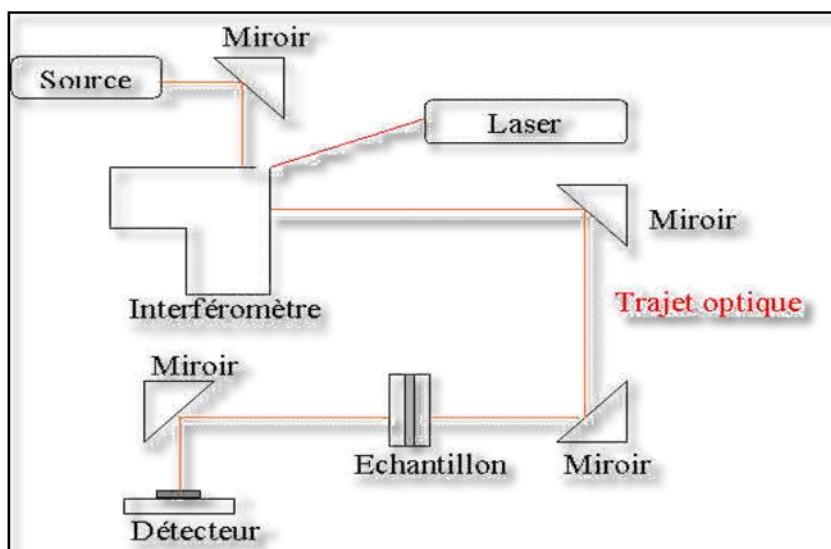 Miroir
Source
Laser
Miroir
Interféromètre
Trajet optique
Miroir
Echantillon
Miroir
Détecteur